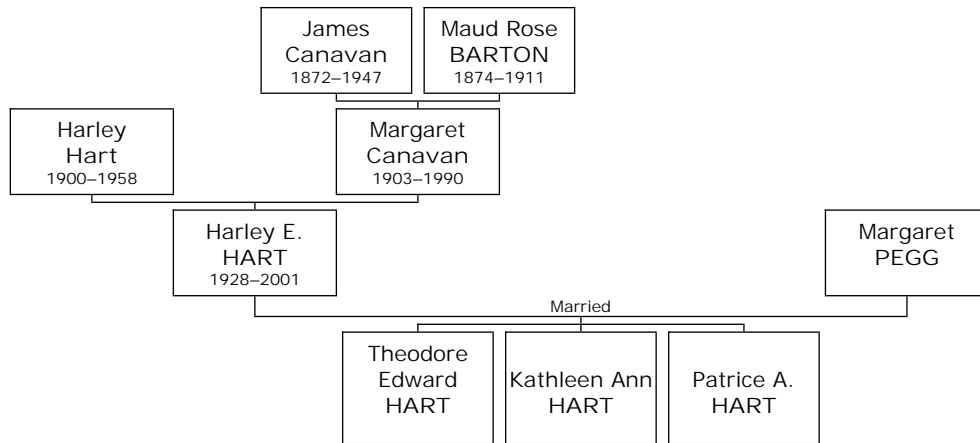 James
Canavan
1872–1947
Maud Rose
BARTON
1874–1911
Harley
Hart
1900–1958
Margaret
Canavan
1903–1990
Harley E.
HART
1928–2001
Margaret
PEGG
Married
Theodore
Edward
HART
Kathleen Ann
HART
Patrice A.
HART